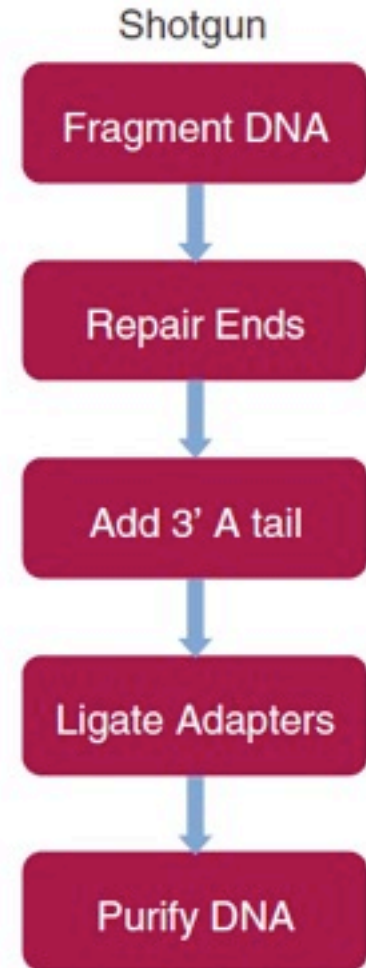 Shotgun
Fragment DNA
Repair Ends
Add 3' A tail
Ligate Adapters
Purify DNA